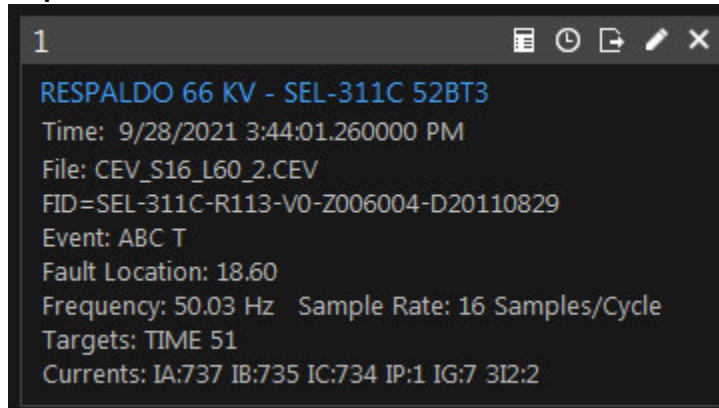 1
RESPALDO 66 KV - SEL-311C 52BT3
Time: 9/28/2021 3:44:01.260000 PM
File: CEV_S16_L60_2.CEV
FID=SEL-311C-R113-V0-Z006004-D20110829
Event: ABC T
Fault Location: 18.60
Frequency: 50.03 Hz Sample Rate: 16 Samples/Cycle
Targets: TIME 51
Currents: IA:737 IB:735 IC:734 IP:1 IG:7 3I2:2